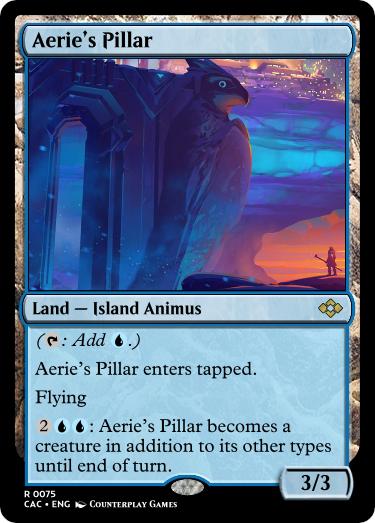 Aerie's Pillar
Land — Island Animus
(: Add .)
Aerie's Pillar enters tapped.
Flying
2: Aerie's Pillar becomes a
creature in addition to its other types
until end of turn.
3/3
R 0075
CAC • ENG Counterplay Games